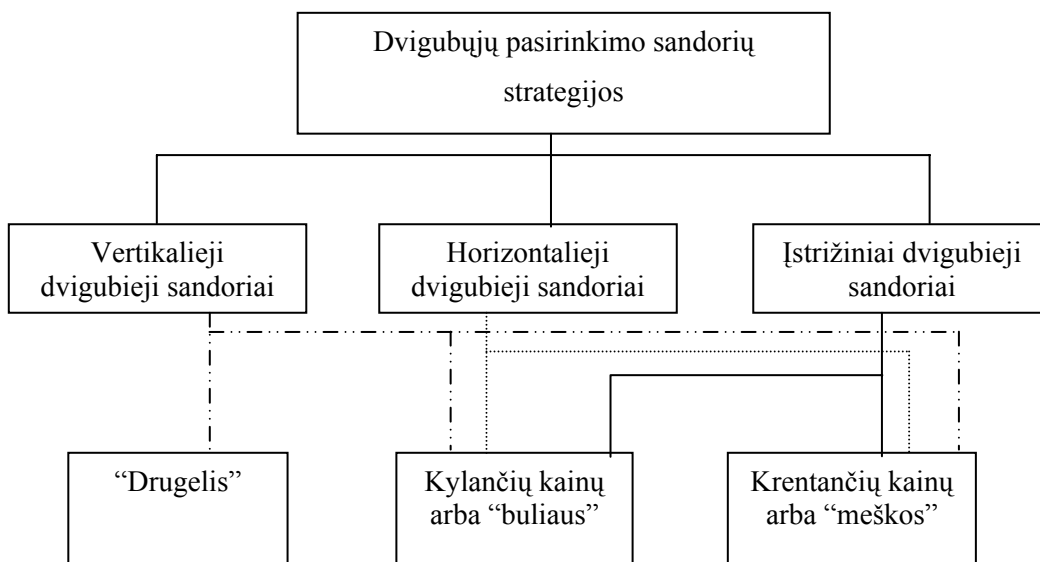 Dvigubųjų pasirinkimo sandorių
strategijos
Vertikalieji
dvigubieji sandoriai
Horizontalieji
dvigubieji sandoriai
Įstrižiniai dvigubieji
sandoriai
“Drugelis”
Kylančių kainų
arba “buliaus”
Krentančių kainų
arba “meškos”